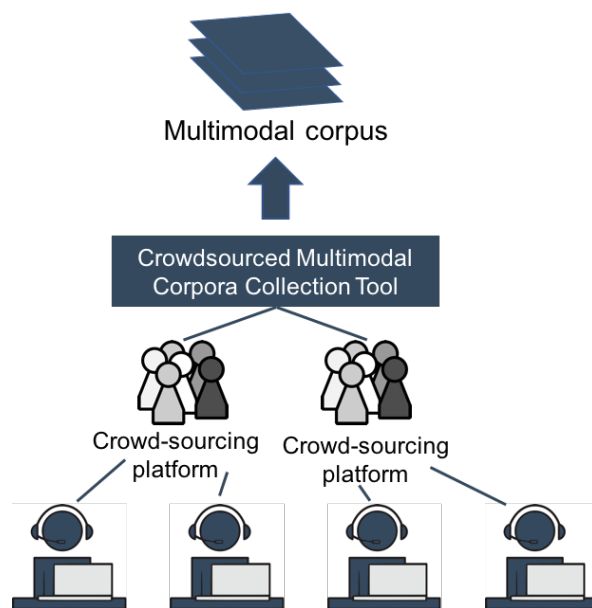 Multimodal corpus
Crowdsourced Multimodal
Corpora Collection Tool
Crowd-sourcing
platform
Crowd-sourcing
platform